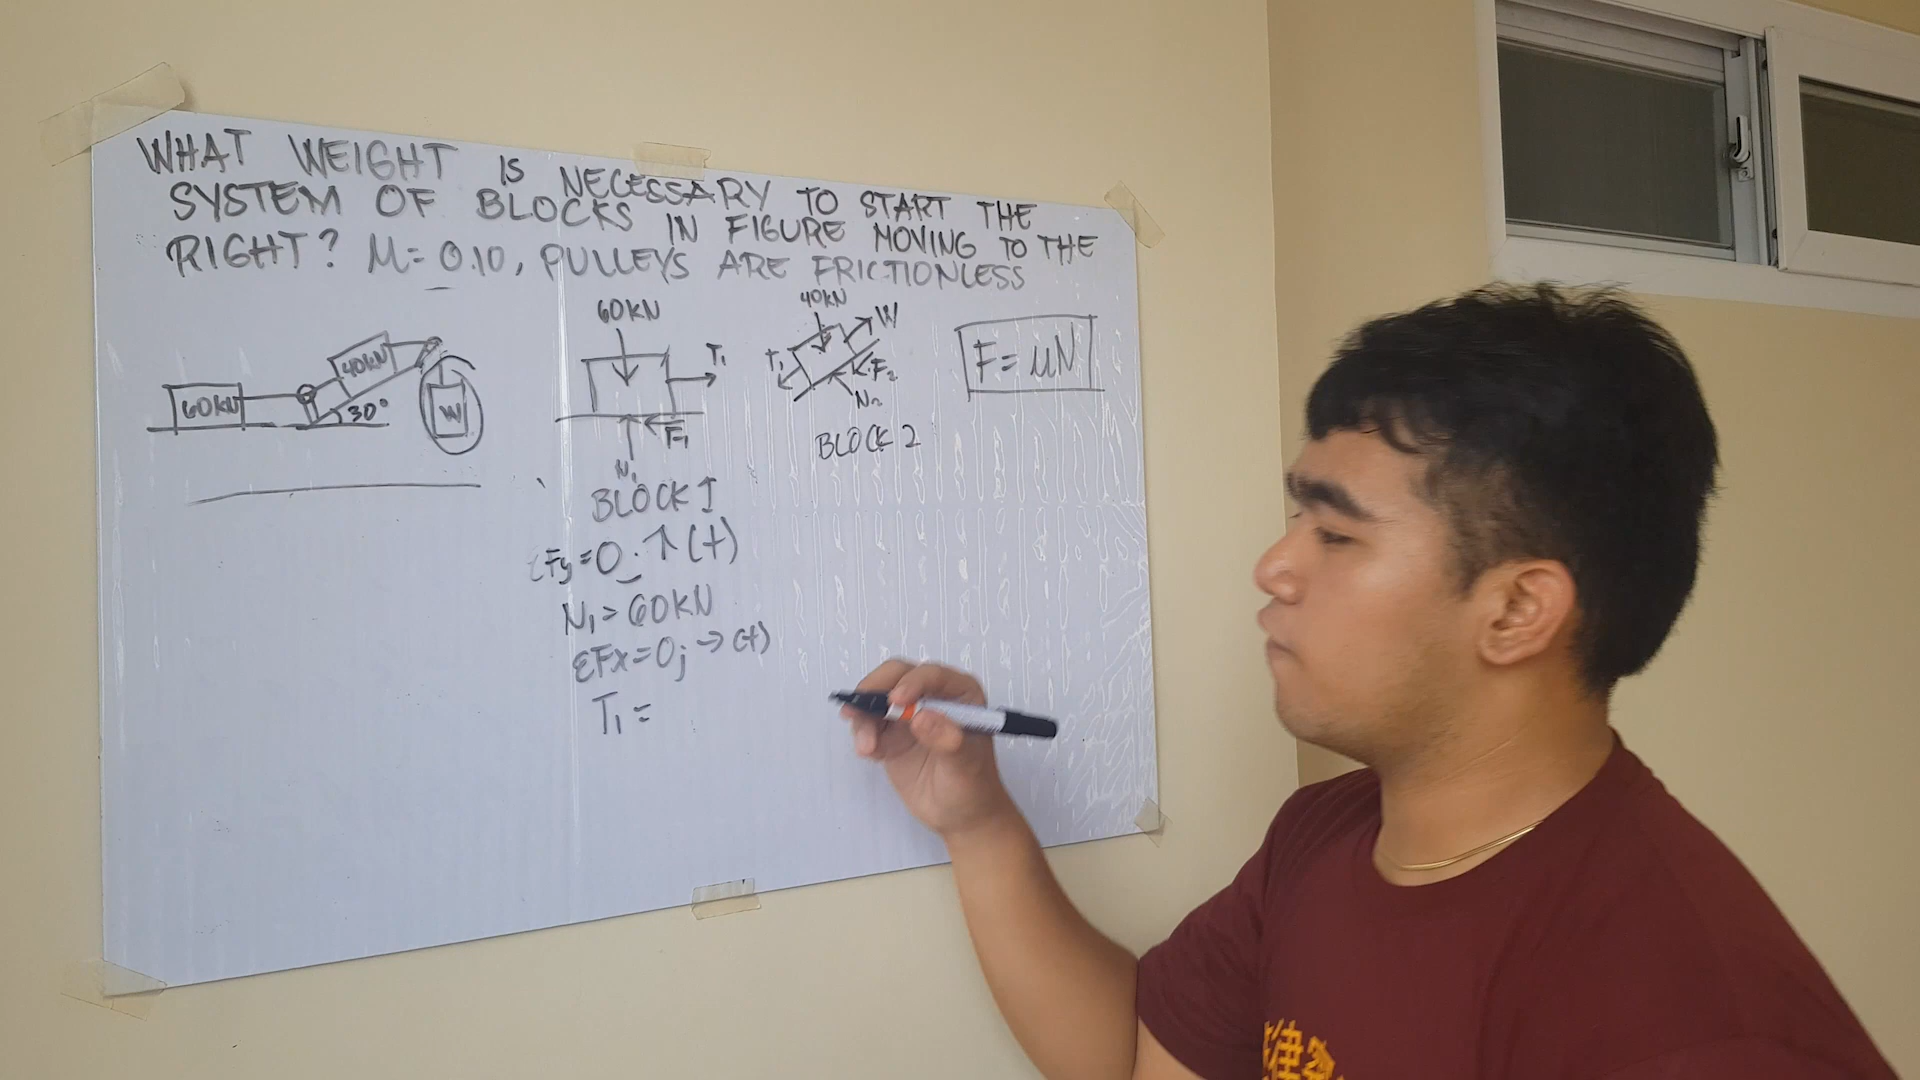 WHAT WEIGHT IS NECESSARY TO START THE
SYSTEM OF BLOCKS IN FIGURE MOVING TO THE
RIGHT? M= 0.10, PULLEYS ARE FRICTIONLESS
60KN
40KN
30°
W
60KN
T1
F1
N1
BLOCK I
40KN
W
T1
F2
N2
BLOCK 2
F= μN
ΣFy=0; ↑(+)
N1=60KN
ΣFx=0; →(+)
T1 =